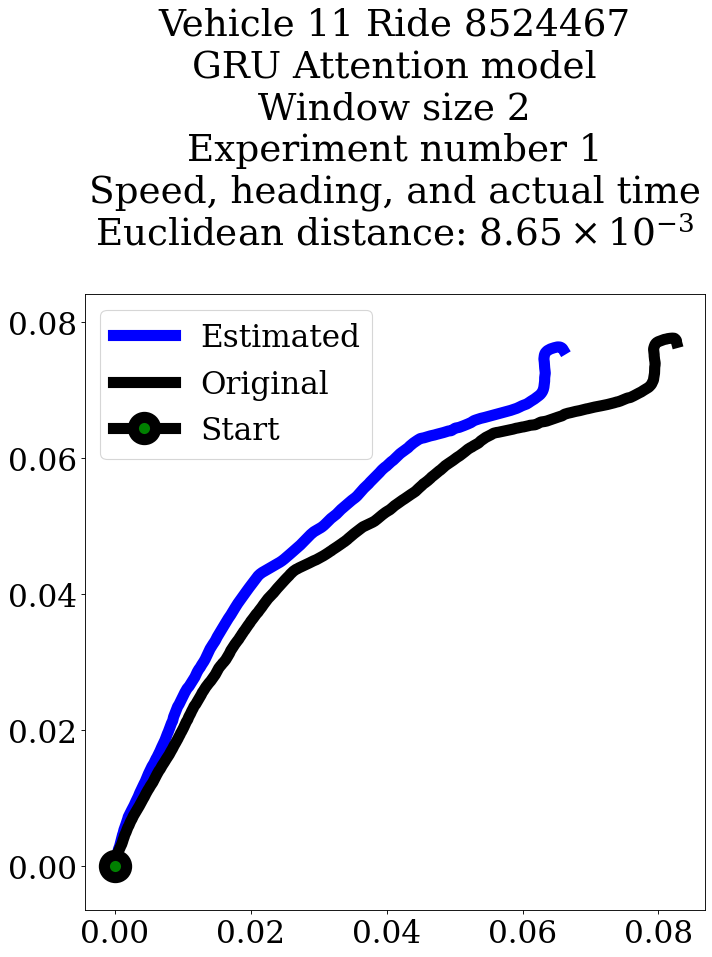 Vehicle 11 Ride 8524467
GRU Attention model
Window size 2
Experiment number 1
Speed, heading, and actual time
Euclidean distance: 8.65 × 10⁻³
Estimated
Original
Start
0.08
0.06
0.04
0.02
0.00
0.00 0.02 0.04 0.06 0.08